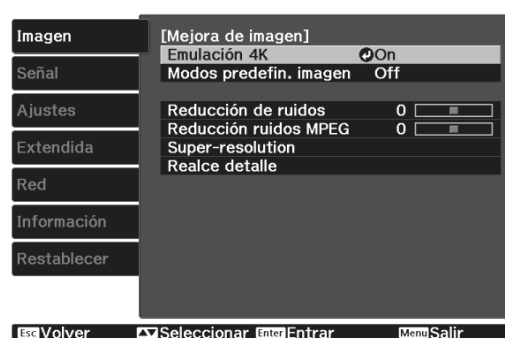 Imagen
Señal
Ajustes
Extendida
Red
Información
Restablecer
[Mejora de imagen]
Emulación 4K On
Modos predefin. imagen Off
Reducción de ruidos 0
Reducción ruidos MPEG 0
Super-resolution
Realce detalle
Esc Volver Seleccionar Enter Entrar Menu Salir